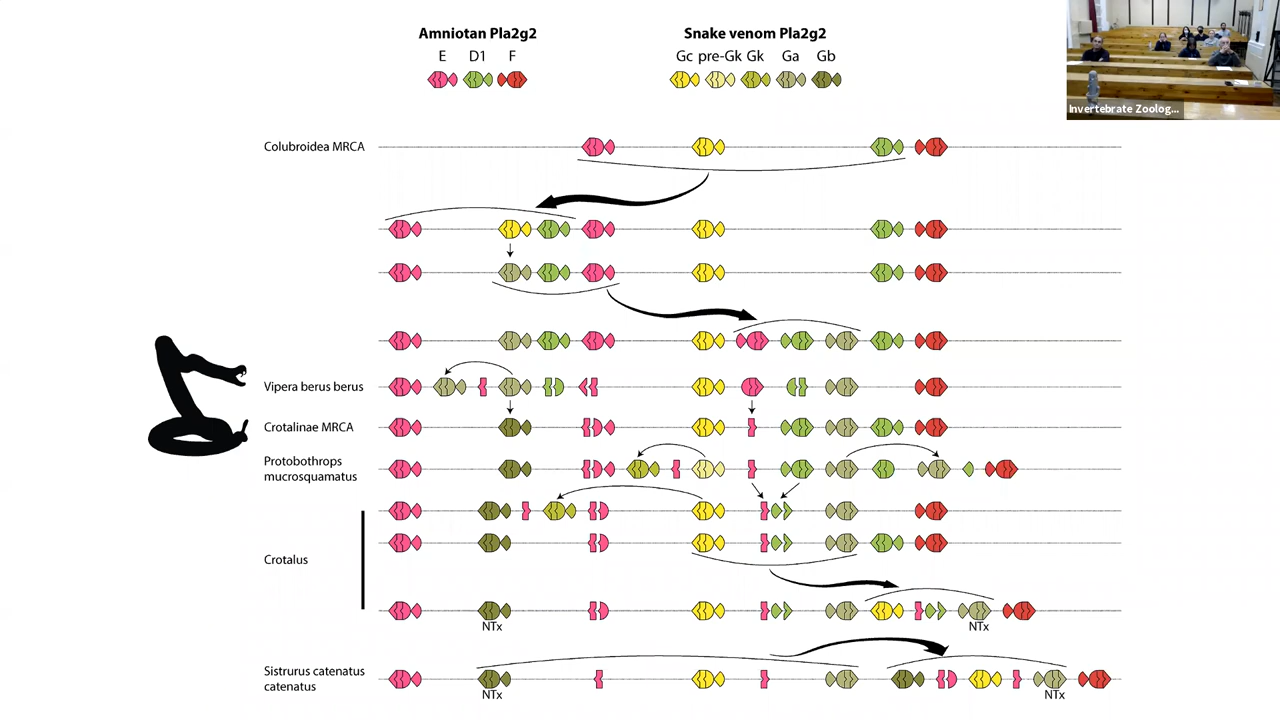 Amniotan Pla2g2
Snake venom Pla2g2
E D1 F
Gc pre-Gk Gk Ga Gb
Invertebrate Zoolog...
Colubroidea MRCA
Vipera berus berus
Crotalinae MRCA
Protobothrops
mucrosquamatus
Crotalus
NTx
NTx
Sistrurus catenatus
catenatus
NTx
NTx